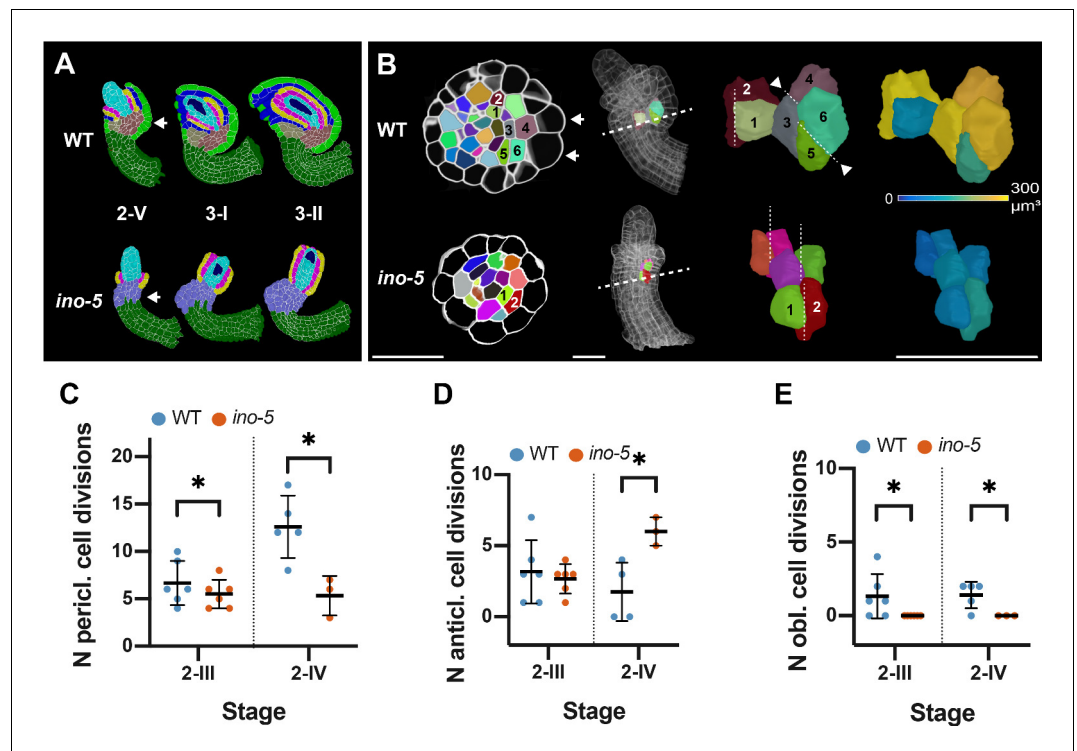 A
WT
2-V 3-I 3-II
ino-5
B
WT
2
1
3
4
5
6
2
1
4
3
6
5
0 300
µm³
ino-5
1
2
1
2
C
WT ino-5
N pericl. cell divisions
20
15
10
5
0
*
*
2-III 2-IV
Stage
D
WT ino-5
N anticl. cell divisions
10
5
0
*
2-III 2-IV
Stage
E
WT ino-5
N obl. cell divisions
10
5
0
*
*
2-III 2-IV
Stage